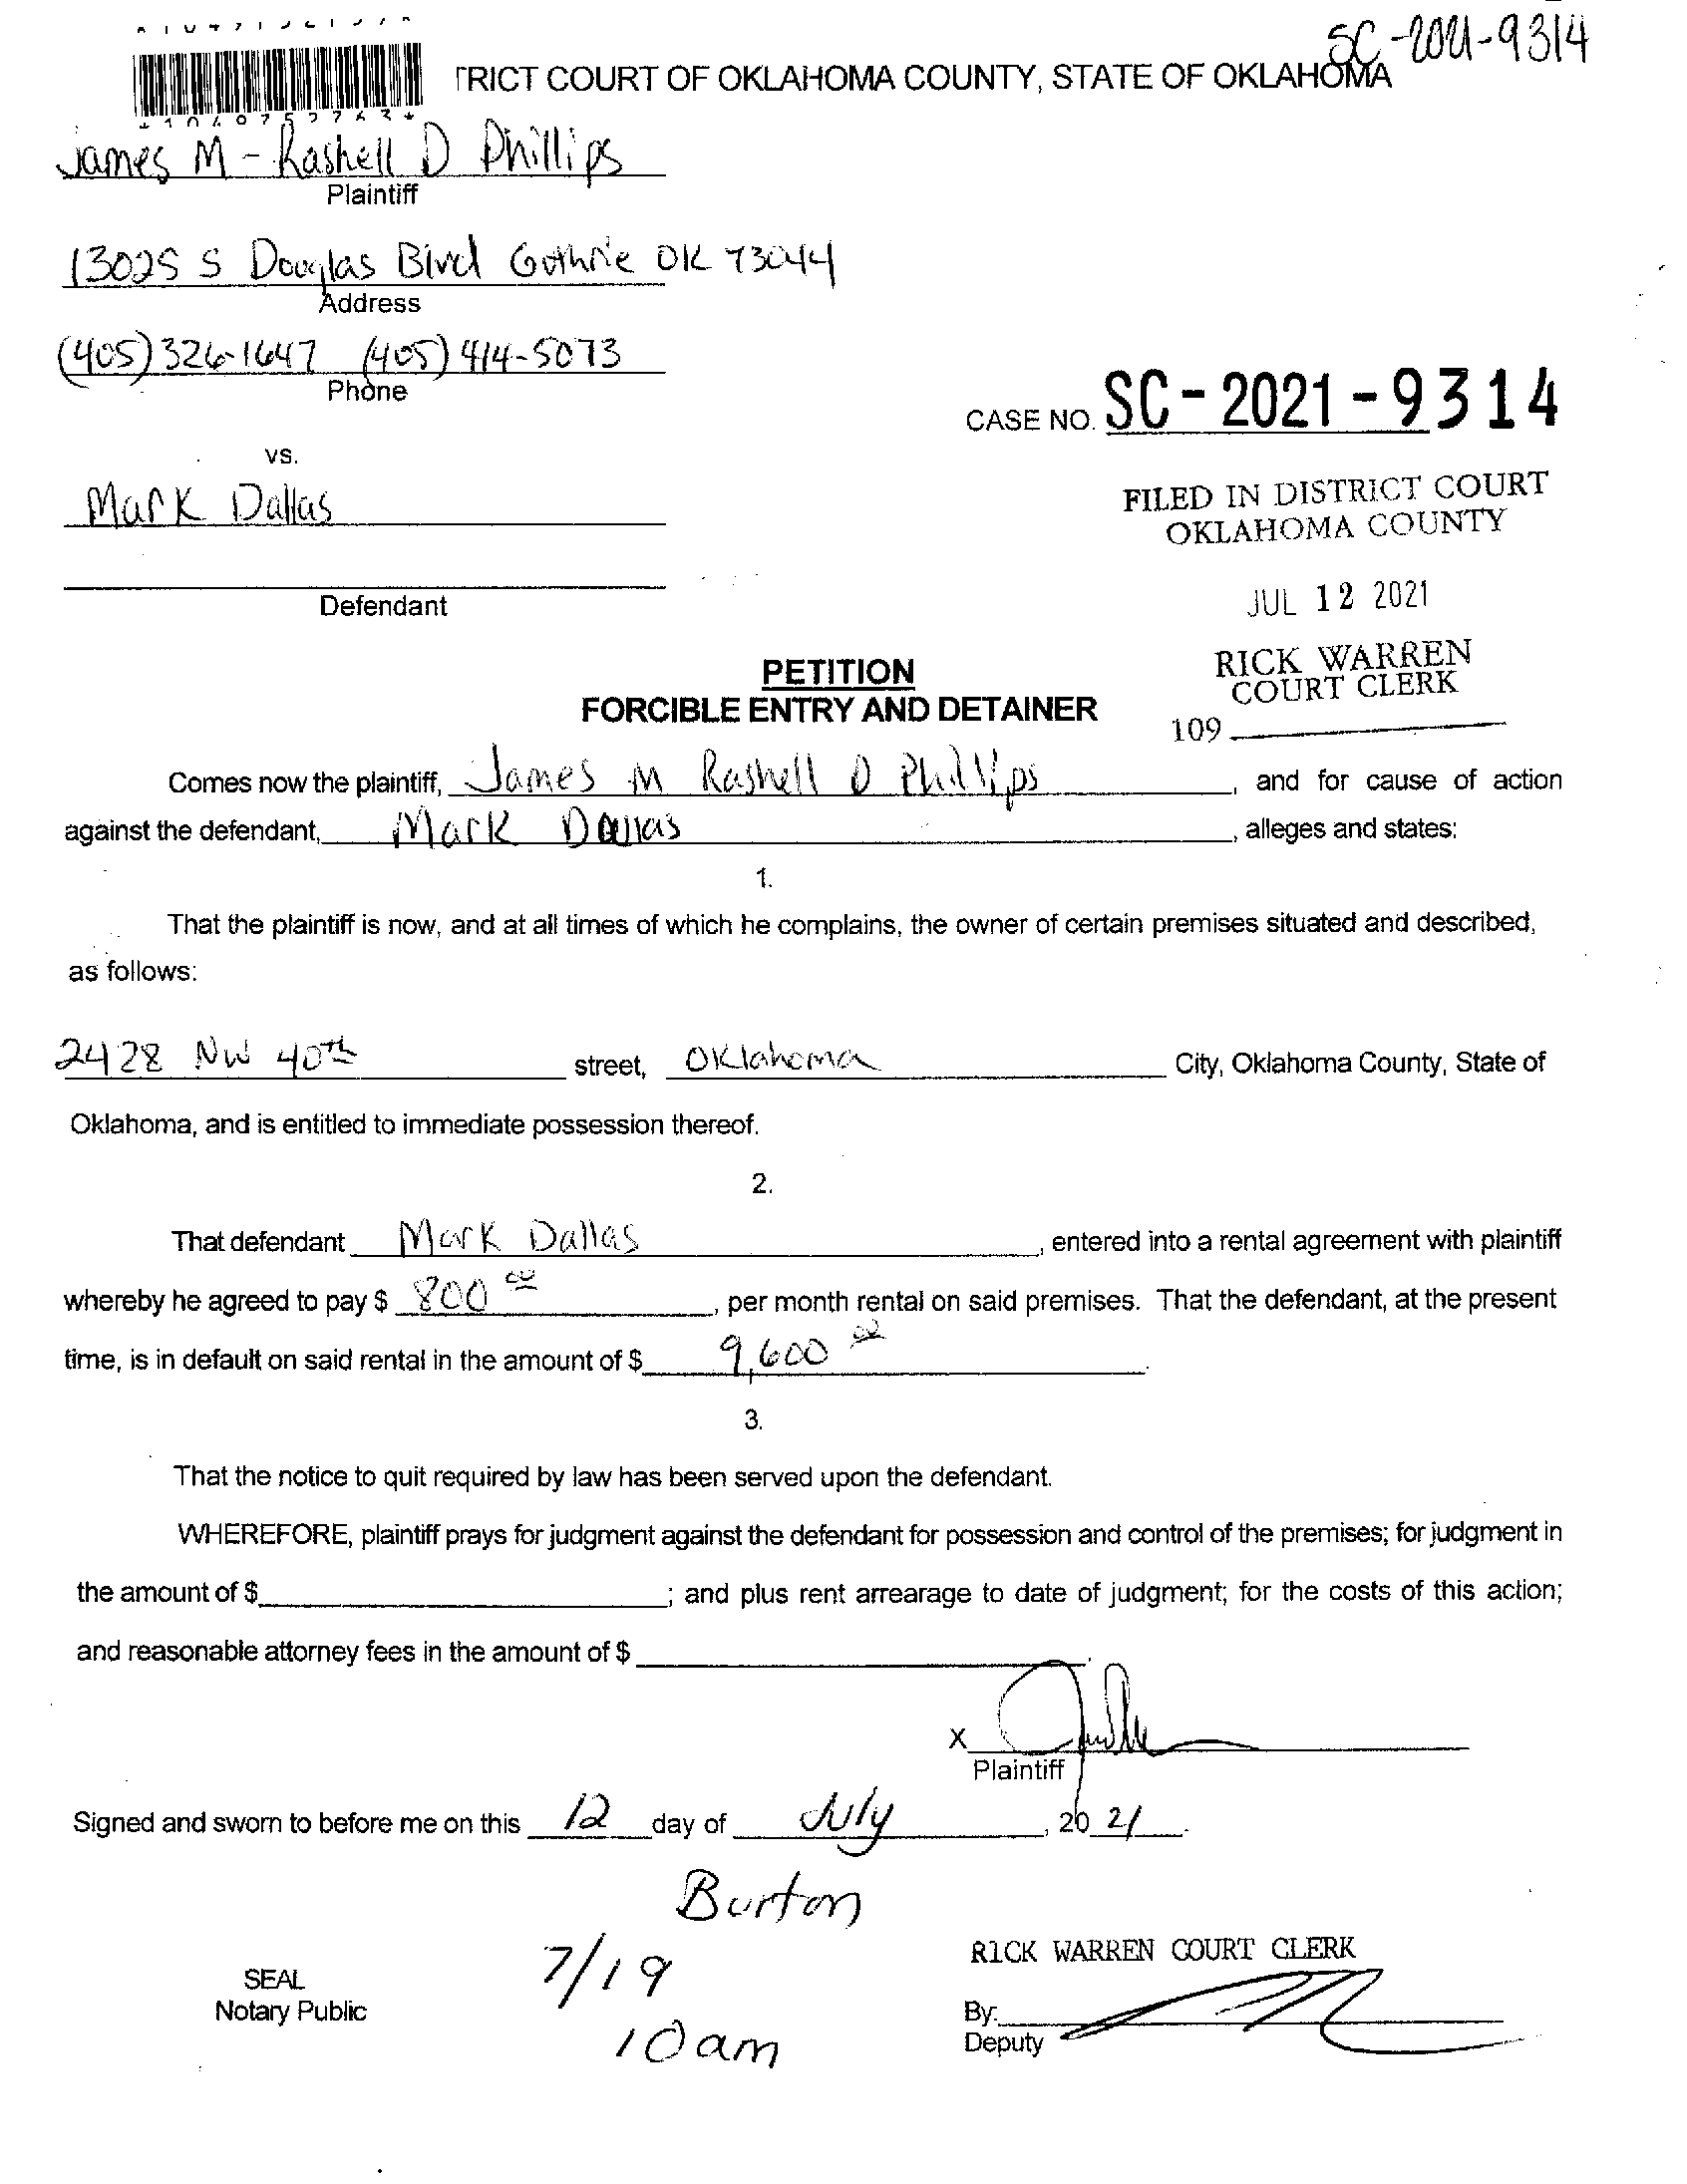 SC-2021-9314
TRICT COURT OF OKLAHOMA COUNTY, STATE OF OKLAHOMA
James M - Rashell D Phillips
Plaintiff
13025 S Douglas Blvd Guthrie OK 73044
Address
(405) 326-1647 (405) 414-5073
Phone
CASE NO. SC-2021-9314
vs.
Mark Dallas
FILED IN DISTRICT COURT
OKLAHOMA COUNTY
Defendant
JUL 12 2021
RICK WARREN
COURT CLERK
109
PETITION
FORCIBLE ENTRY AND DETAINER
Comes now the plaintiff, James M Rashell D Phillips, and for cause of action
against the defendant, Mark Dallas, alleges and states:
1.
That the plaintiff is now, and at all times of which he complains, the owner of certain premises situated and described,
as follows:
2428 NW 40th street, Oklahoma City, Oklahoma County, State of
Oklahoma, and is entitled to immediate possession thereof.
2.
That defendant Mark Dallas, entered into a rental agreement with plaintiff
whereby he agreed to pay $ 800 00, per month rental on said premises. That the defendant, at the present
time, is in default on said rental in the amount of $ 9,600 00.
3.
That the notice to quit required by law has been served upon the defendant.
WHEREFORE, plaintiff prays for judgment against the defendant for possession and control of the premises; for judgment in
the amount of $ ; and plus rent arrearage to date of judgment; for the costs of this action;
and reasonable attorney fees in the amount of $ .
X
Plaintiff
Signed and sworn to before me on this 12 day of July, 20 21.
Burton
7/19
10am
SEAL
Notary Public
RICK WARREN COURT CLERK
By:
Deputy